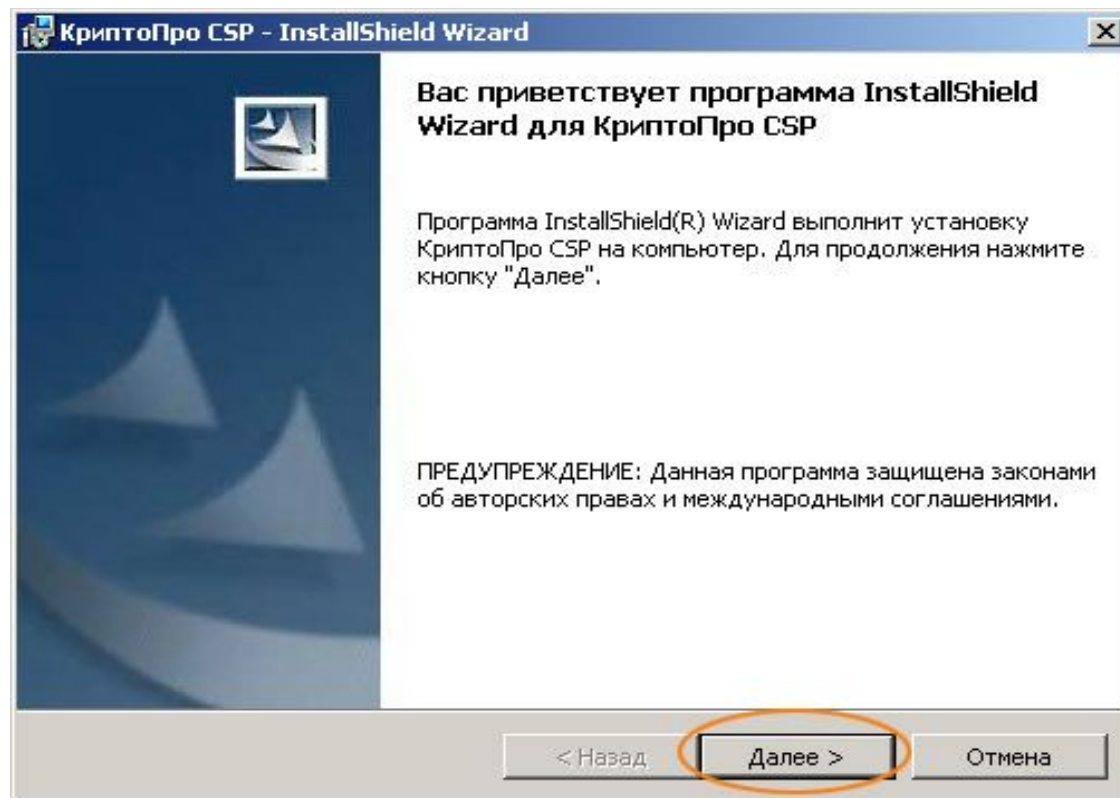 КриптоПро CSP - InstallShield Wizard
Вас приветствует программа InstallShield
Wizard для КриптоПро CSP
Программа InstallShield(R) Wizard выполнит установку
КриптоПро CSP на компьютер. Для продолжения нажмите
кнопку "Далее".
ПРЕДУПРЕЖДЕНИЕ: Данная программа защищена законами
об авторских правах и международными соглашениями.
< Назад Далее > Отмена